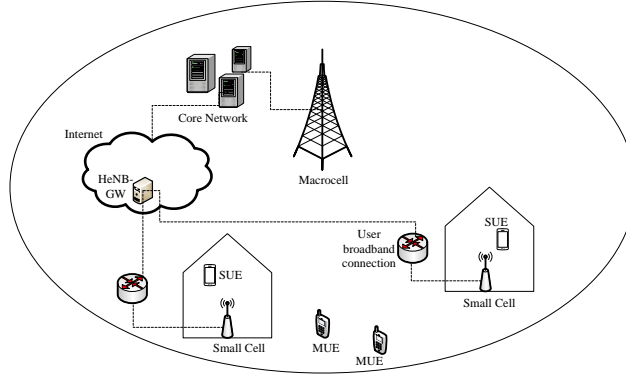 Core Network
Internet
Macrocell
HeNB-
GW
SUE
User
broadband
connection
SUE
Small Cell
Small Cell
MUE
MUE